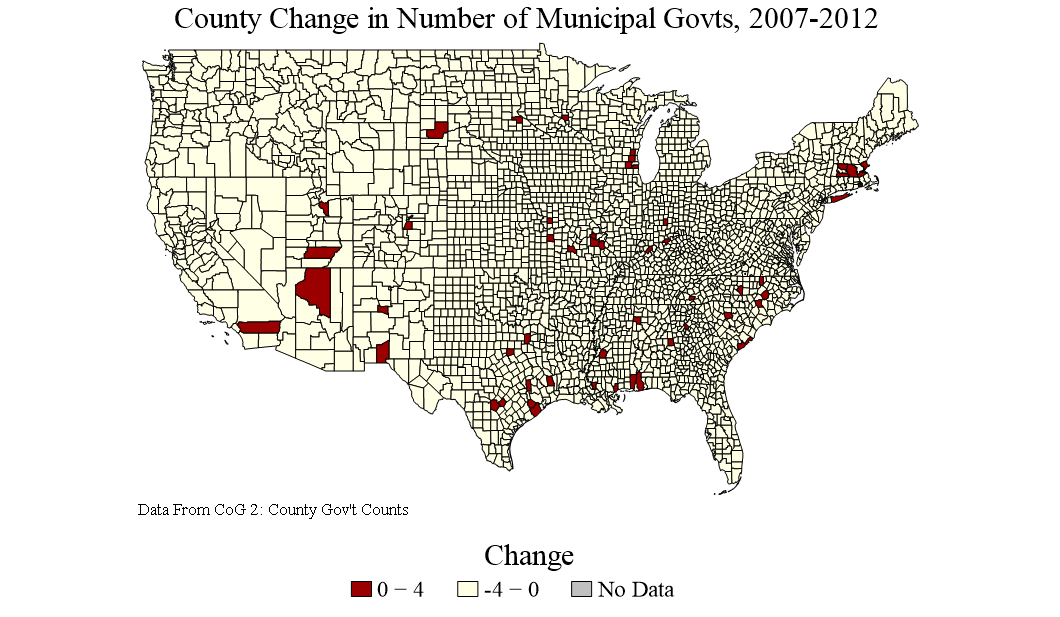 County Change in Number of Municipal Govts, 2007-2012
Data From CoG 2: County Gov't Counts
Change
0 − 4
-4 − 0
No Data